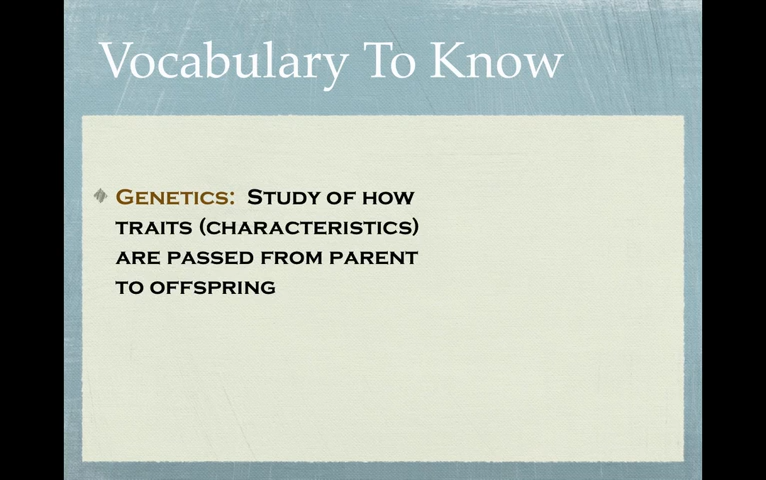 Vocabulary To Know
Genetics: Study of how
traits (characteristics)
are passed from parent
to offspring